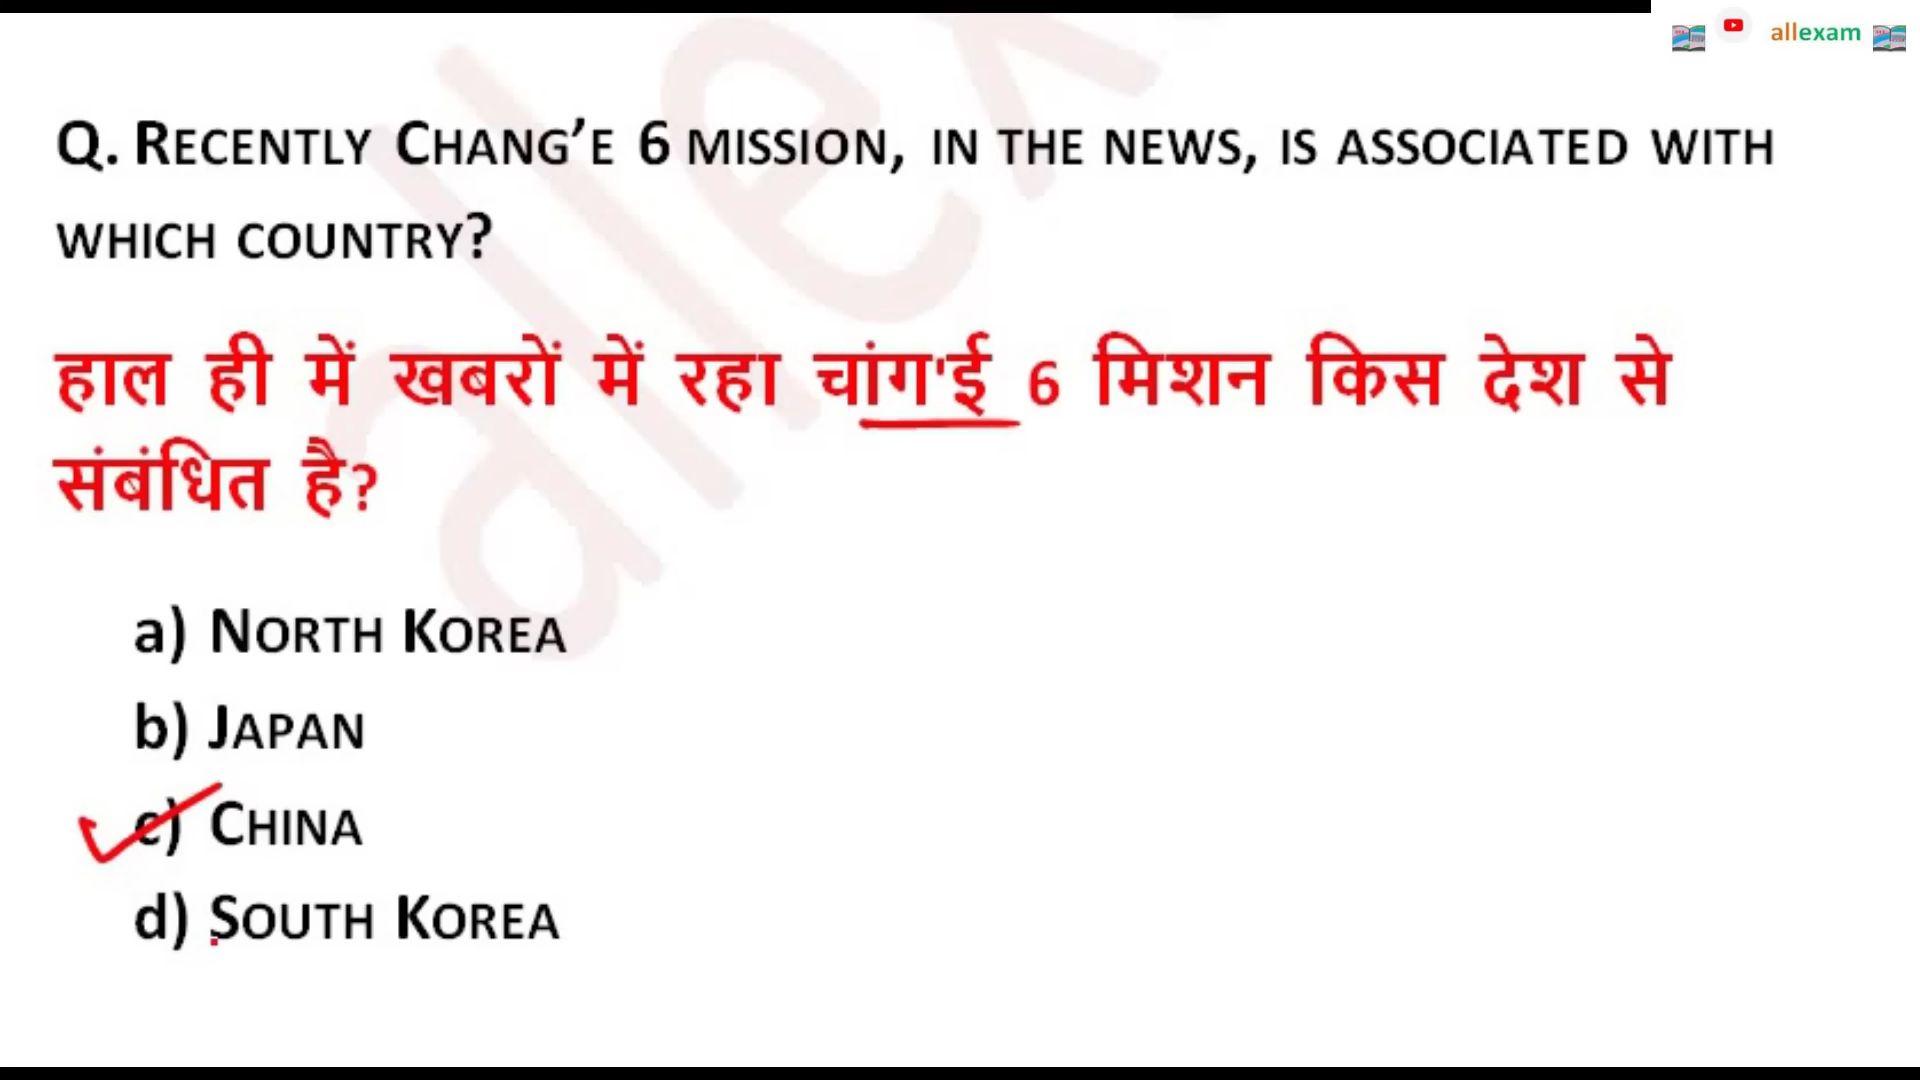 allexam
Q. RECENTLY CHANG’E 6 MISSION, IN THE NEWS, IS ASSOCIATED WITH
WHICH COUNTRY?
हाल ही में खबरों में रहा चांग'ई 6 मिशन किस देश से
संबंधित है?
a) NORTH KOREA
b) JAPAN
c) CHINA
d) SOUTH KOREA